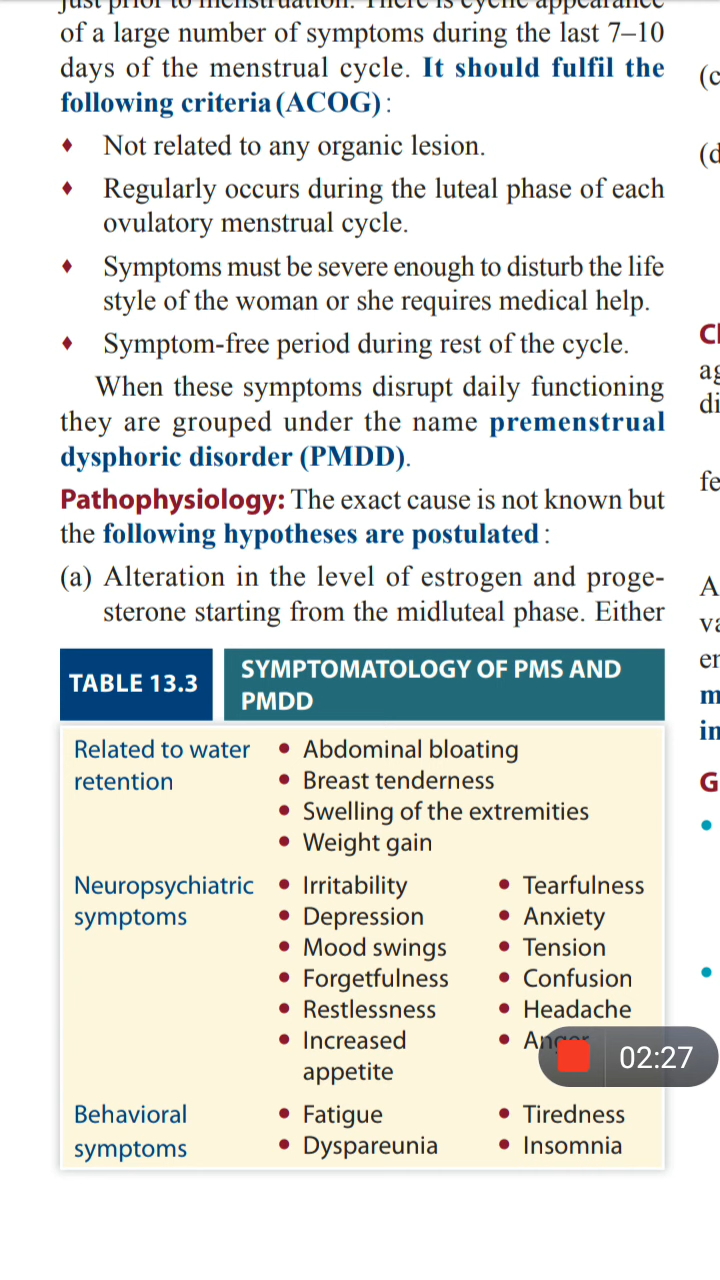 of a large number of symptoms during the last 7–10
days of the menstrual cycle. It should fulfil the
following criteria (ACOG) :
♦ Not related to any organic lesion.
♦ Regularly occurs during the luteal phase of each
ovulatory menstrual cycle.
♦ Symptoms must be severe enough to disturb the life
style of the woman or she requires medical help.
♦ Symptom-free period during rest of the cycle.
When these symptoms disrupt daily functioning
they are grouped under the name premenstrual
dysphoric disorder (PMDD).
Pathophysiology: The exact cause is not known but
the following hypotheses are postulated :
(a) Alteration in the level of estrogen and proge-
sterone starting from the midluteal phase. Either
TABLE 13.3
SYMPTOMATOLOGY OF PMS AND
PMDD
Related to water
retention
• Abdominal bloating
• Breast tenderness
• Swelling of the extremities
• Weight gain
Neuropsychiatric
symptoms
• Irritability
• Depression
• Mood swings
• Forgetfulness
• Restlessness
• Increased
appetite
• Tearfulness
• Anxiety
• Tension
• Confusion
• Headache
• Anger
02:27
Behavioral
symptoms
• Fatigue
• Dyspareunia
• Tiredness
• Insomnia